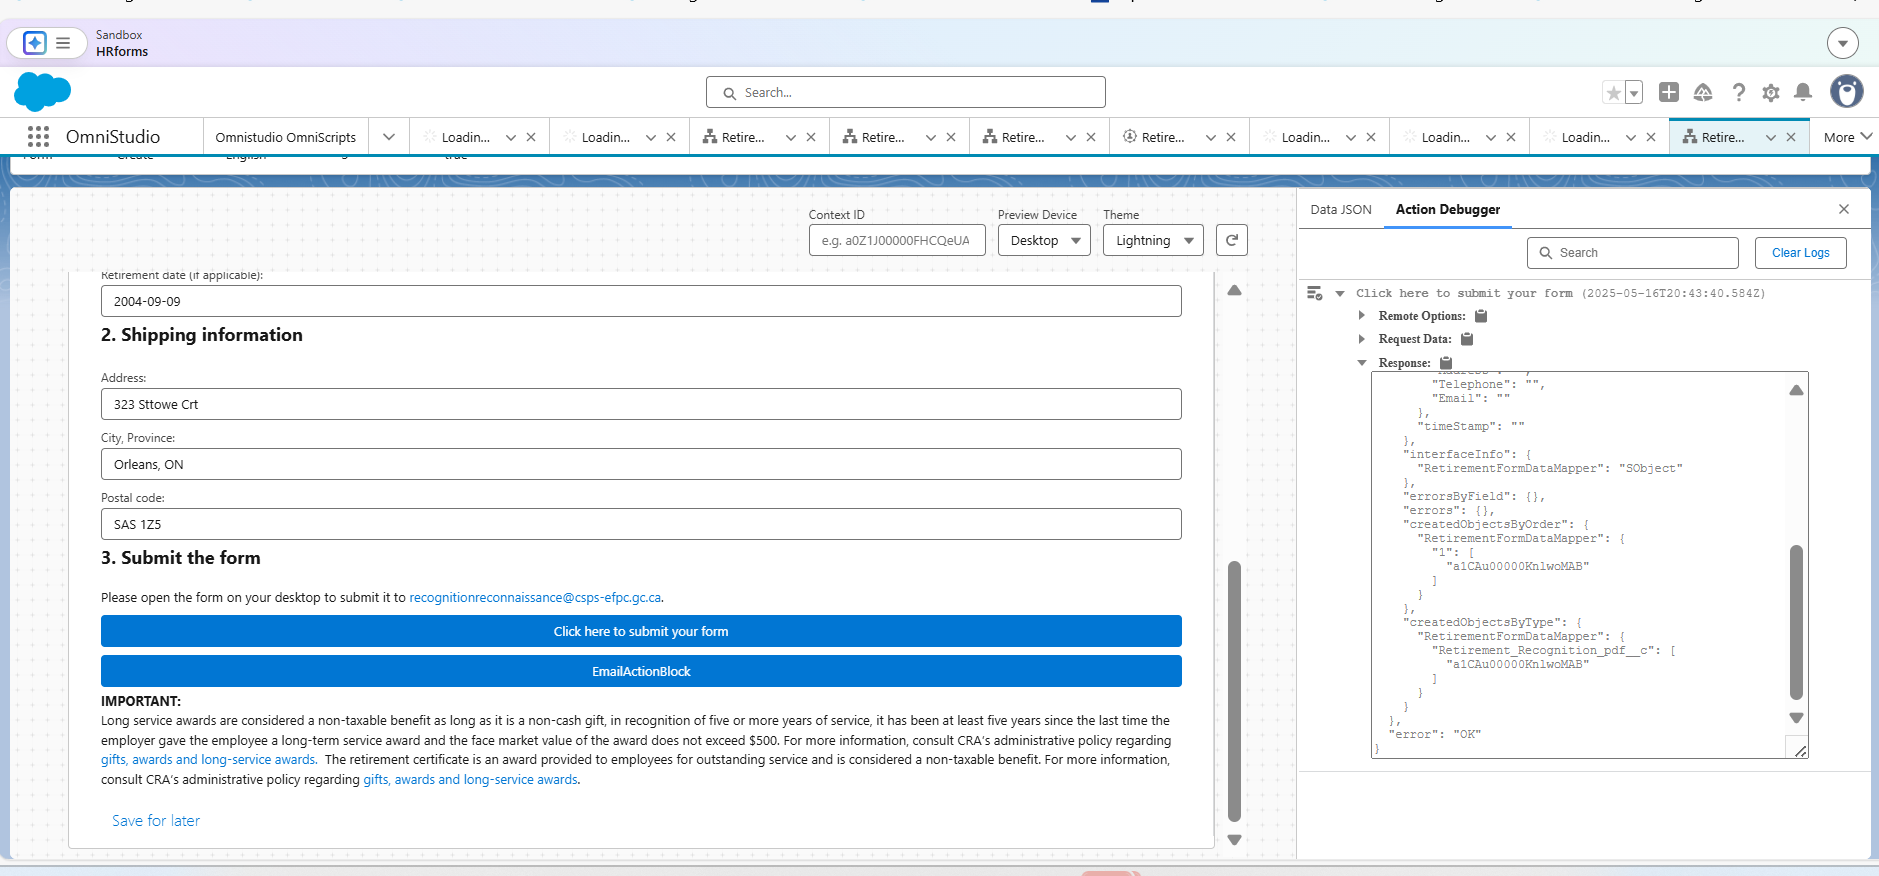 Sandbox
HRforms
Search...
OmniStudio
Omnistudio OmniScripts
Loadin...
Loadin...
Retire...
Retire...
Retire...
Retire...
Loadin...
Loadin...
Loadin...
Retire...
More
Context ID
Preview Device
Theme
e.g. a0Z1J00000FHCQeUA
Desktop
Lightning
Retirement date (if applicable):
2004-09-09
2. Shipping information
Address:
323 Sttowe Crt
City, Province:
Orleans, ON
Postal code:
SAS 1Z5
3. Submit the form
Please open the form on your desktop to submit it to recognitionreconnaissance@csps-efpc.gc.ca.
Click here to submit your form
EmailActionBlock
IMPORTANT:
Long service awards are considered a non-taxable benefit as long as it is a non-cash gift, in recognition of five or more years of service, it has been at least five years since the last time the
employer gave the employee a long-term service award and the face market value of the award does not exceed $500. For more information, consult CRA's administrative policy regarding
gifts, awards and long-service awards. The retirement certificate is an award provided to employees for outstanding service and is considered a non-taxable benefit. For more information,
consult CRA's administrative policy regarding gifts, awards and long-service awards.
Save for later
Data JSON
Action Debugger
Search
Clear Logs
Click here to submit your form (2025-05-16T20:43:40.584Z)
Remote Options:
Request Data:
Response:
"Telephone": "",
"Email": ""
},
"timeStamp": ""
},
"interfaceInfo": {
"RetirementFormDataMapper": "SObject"
},
"errorsByField": {},
"errors": {},
"createdObjectsByOrder": {
"RetirementFormDataMapper": {
"1": [
"a1CAu00000KnlwoMAB"
]
}
},
"createdObjectsByType": {
"RetirementFormDataMapper": {
"Retirement_Recognition_pdf__c": [
"a1CAu00000KnlwoMAB"
]
}
}
},
"error": "OK"
}